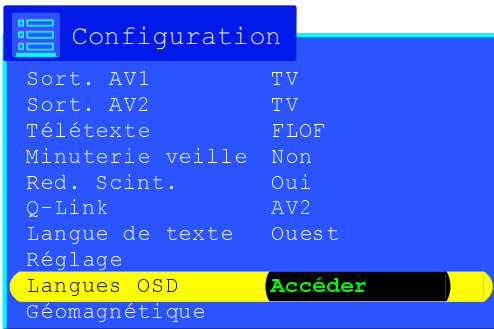 Configuration
Sort. AV1 TV
Sort. AV2 TV
Télétexte FLOF
Minuterie veille Non
Red. Scint. Oui
Q-Link AV2
Langue de texte Ouest
Réglage
Langues OSD Accéder
Géomagnétique